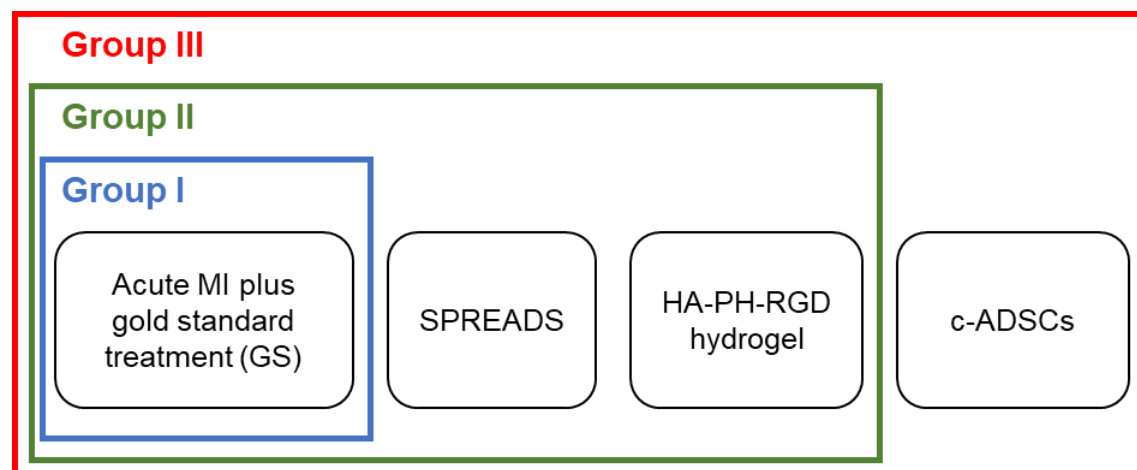 Group III
Group II
Group I
Acute MI plus
gold standard
treatment (GS)
SPREADS
HA-PH-RGD
hydrogel
c-ADSCs